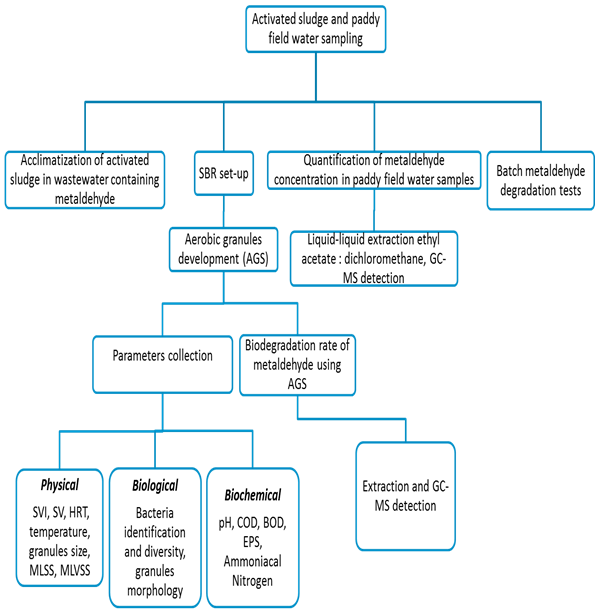 Activated sludge and paddy
field water sampling
Acclimatization of activated
sludge in wastewater containing
metaldehyde
SBR set-up
Quantification of metaldehyde
concentration in paddy field water samples
Batch metaldehyde
degradation tests
Aerobic granules
development (AGS)
Liquid-liquid extraction ethyl
acetate : dichloromethane, GC-
MS detection
Parameters collection
Biodegradation rate of
metaldehyde using
AGS
Physical
SVI, SV, HRT,
temperature,
granules size,
MLSS, MLVSS
Biological
Bacteria
identification
and diversity,
granules
morphology
Biochemical
pH, COD, BOD,
EPS,
Ammoniacal
Nitrogen
Extraction and GC-
MS detection